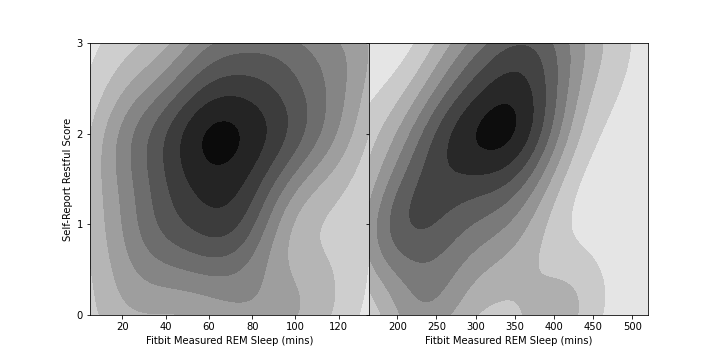 3
2
1
0
Self-Report Restful Score
20 40 60 80 100 120
200 250 300 350 400 450 500
Fitbit Measured REM Sleep (mins)
Fitbit Measured REM Sleep (mins)